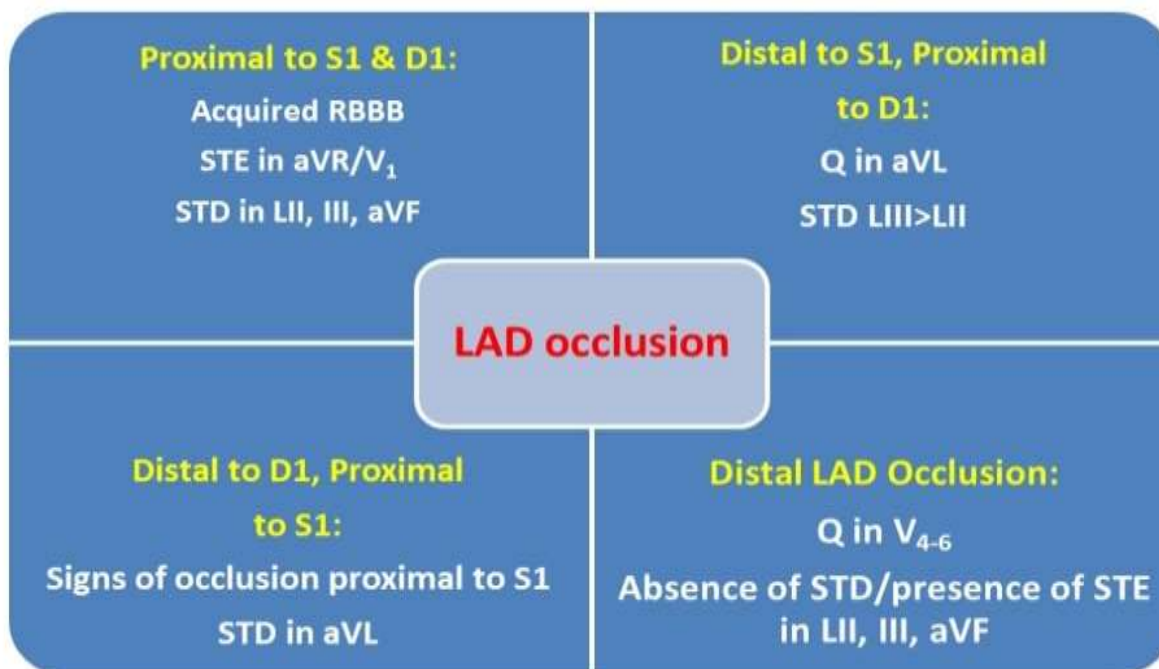 Proximal to S1 & D1:
Acquired RBBB
STE in aVR/V₁
STD in LII, III, aVF
Distal to S1, Proximal
to D1:
Q in aVL
STD LIII>LII
LAD occlusion
Distal to D1, Proximal
to S1:
Signs of occlusion proximal to S1
STD in aVL
Distal LAD Occlusion:
Q in V₄₋₆
Absence of STD/presence of STE
in LII, III, aVF